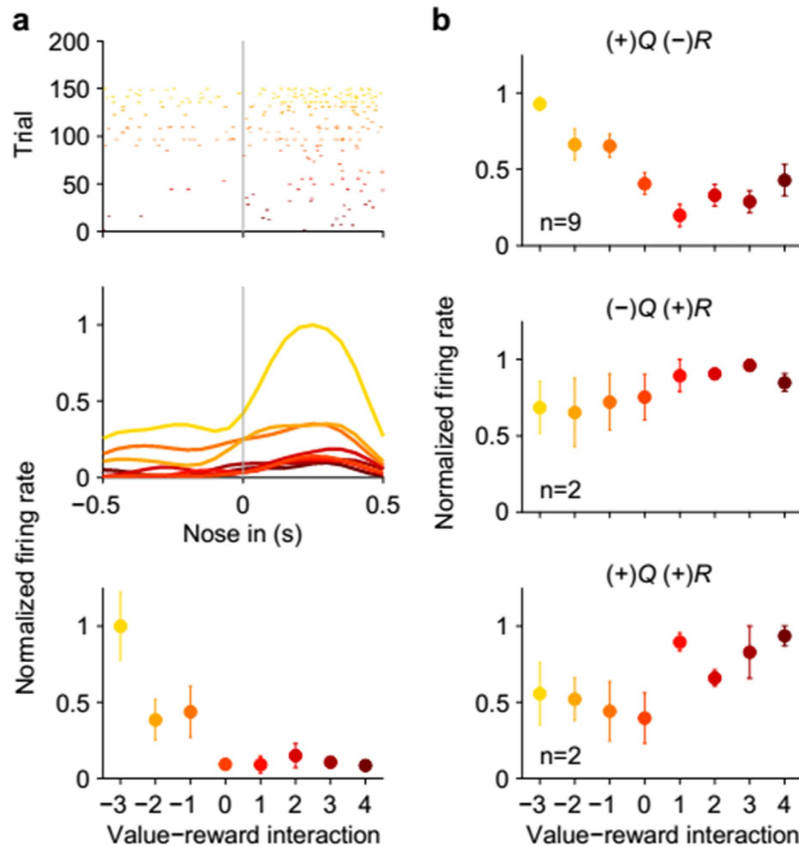 a
200
150
100
50
0
Trial
1
0.5
0
−0.5 0 0.5
Nose in (s)
Normalized firing rate
1
0.5
0
−3 −2 −1 0 1 2 3 4
Value−reward interaction
b
(+)Q (−)R
1
0.5
0
n=9
Normalized firing rate
(−)Q (+)R
1
0.5
0
n=2
(+)Q (+)R
1
0.5
0
n=2
−3 −2 −1 0 1 2 3 4
Value−reward interaction